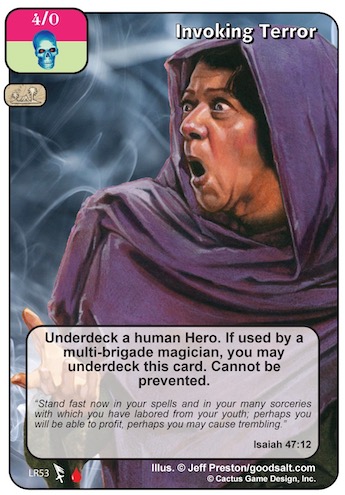 4/0
Invoking Terror
Underdeck a human Hero. If used by a
multi-brigade magician, you may
underdeck this card. Cannot be
prevented.
“Stand fast now in your spells and in your many sorceries
with which you have labored from your youth; perhaps you
will be able to profit, perhaps you may cause trembling.”
Isaiah 47:12
LR53
Illus. © Jeff Preston/goodsalt.com
© Cactus Game Design, Inc.